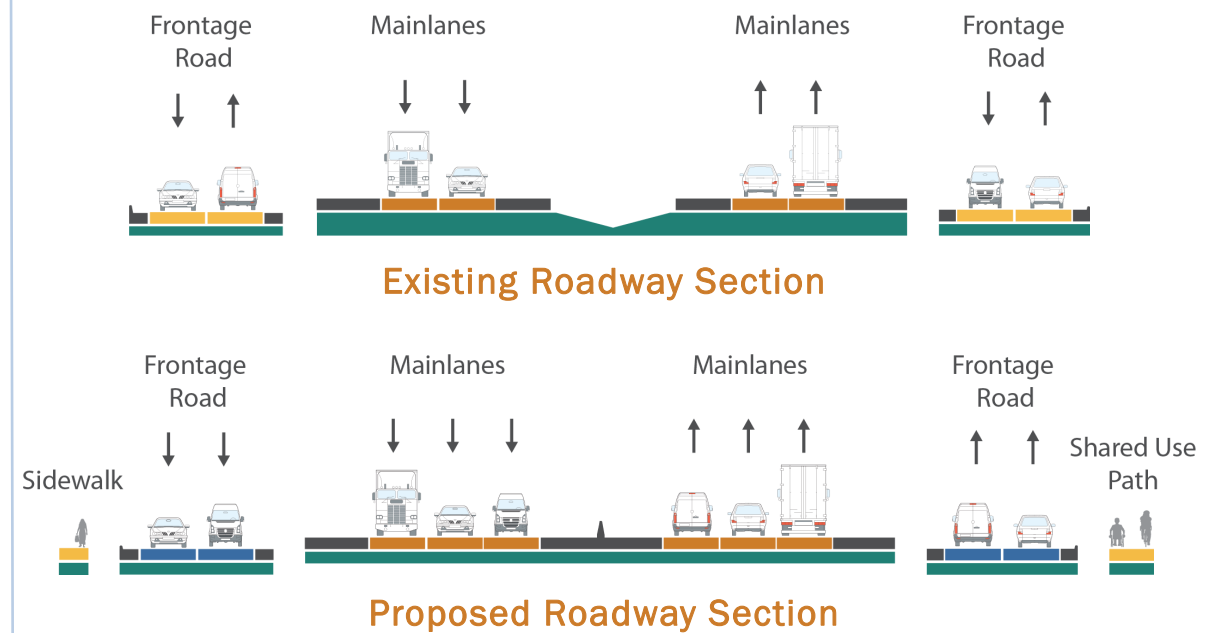 Frontage
Road
Mainlanes
Mainlanes
Frontage
Road
Existing Roadway Section
Frontage
Road
Mainlanes
Mainlanes
Frontage
Road
Sidewalk
Shared Use
Path
Proposed Roadway Section